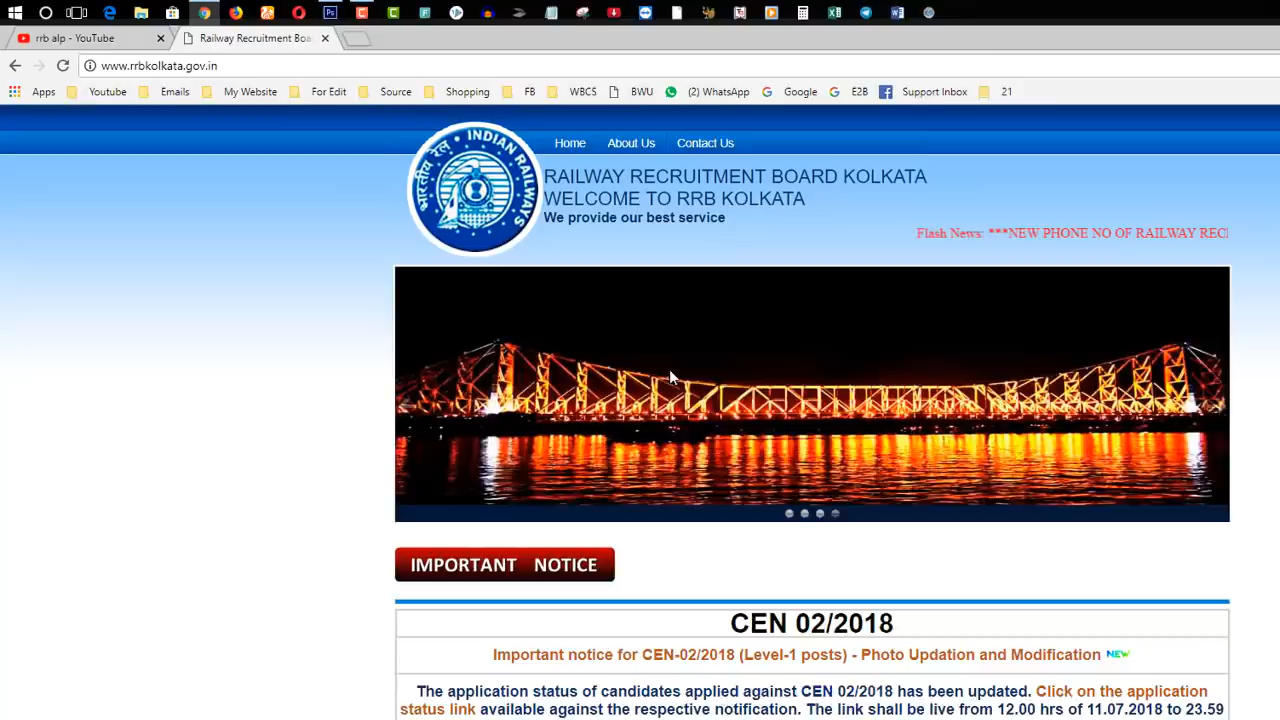 rrb alp - YouTube
Railway Recruitment Boa
www.rrbkolkata.gov.in
Apps Youtube Emails My Website For Edit Source Shopping FB WBCS BWU (2) WhatsApp Google E2B Support Inbox 21
Home About Us Contact Us
भारतीय रेल • INDIAN RAILWAYS
RAILWAY RECRUITMENT BOARD KOLKATA
WELCOME TO RRB KOLKATA
We provide our best service
Flash News: ***NEW PHONE NO OF RAILWAY REC
IMPORTANT NOTICE
CEN 02/2018
Important notice for CEN-02/2018 (Level-1 posts) - Photo Updation and Modification NEW
The application status of candidates applied against CEN 02/2018 has been updated. Click on the application
status link available against the respective notification. The link shall be live from 12.00 hrs of 11.07.2018 to 23.59